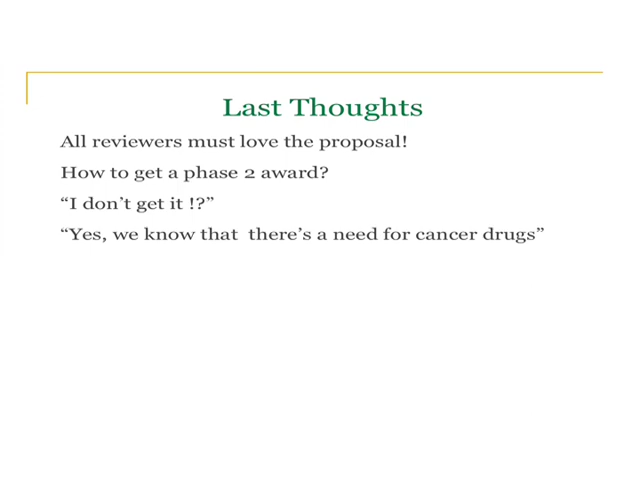 Last Thoughts
All reviewers must love the proposal!
How to get a phase 2 award?
“I don’t get it !?”
“Yes, we know that  there’s a need for cancer drugs”